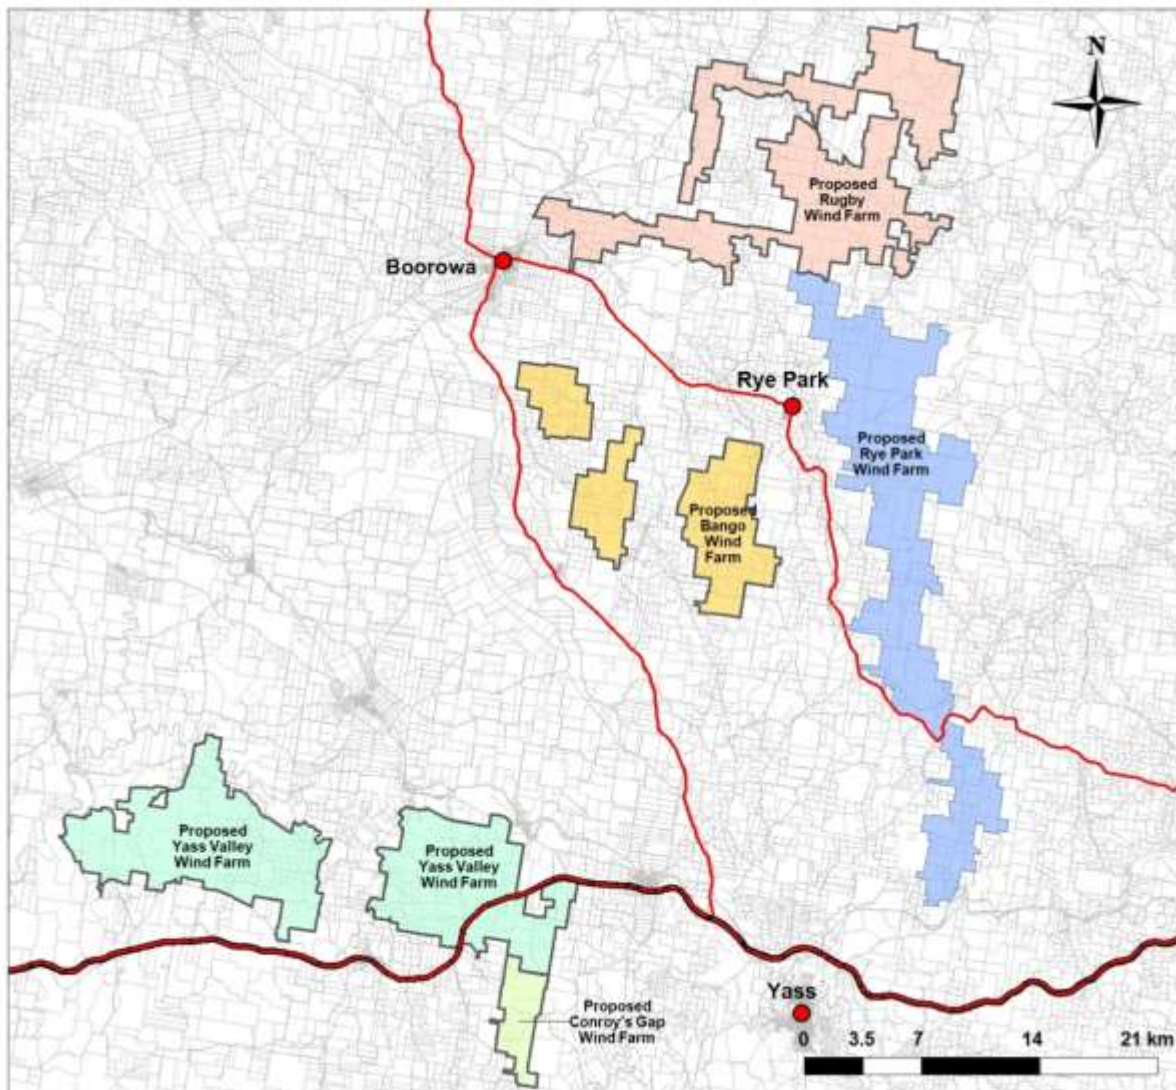 N
Proposed
Rugby
Wind Farm
Boorowa
Rye Park
Proposed
Rye Park
Wind Farm
Proposed
Bango
Wind
Farm
Proposed
Yass Valley
Wind Farm
Proposed
Yass Valley
Wind Farm
Yass
Proposed
Conroy's Gap
Wind Farm
0 3.5 7 14 21 km